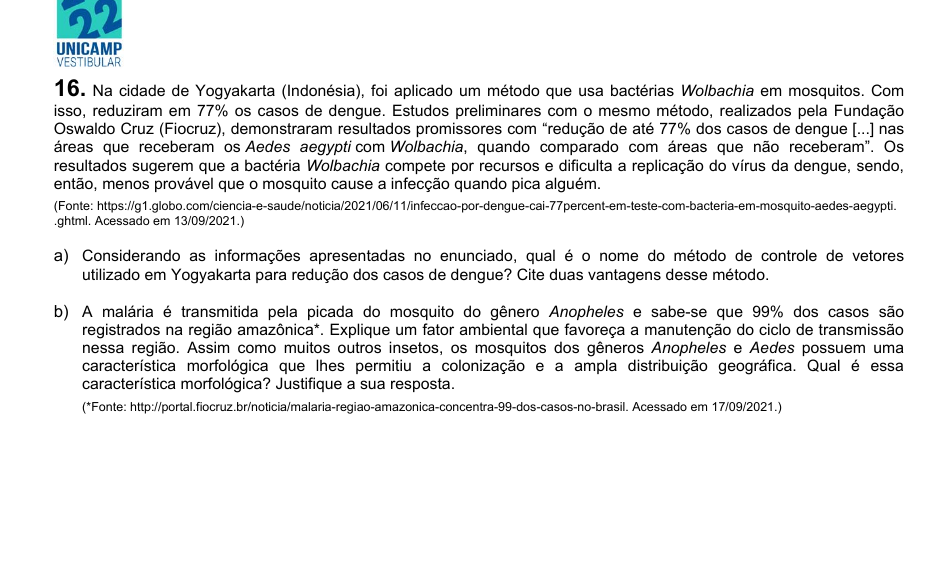 22
UNICAMP
VESTIBULAR
16. Na cidade de Yogyakarta (Indonésia), foi aplicado um método que usa bactérias Wolbachia em mosquitos. Com
isso, reduziram em 77% os casos de dengue. Estudos preliminares com o mesmo método, realizados pela Fundação
Oswaldo Cruz (Fiocruz), demonstraram resultados promissores com “redução de até 77% dos casos de dengue [...] nas
áreas que receberam os Aedes aegypti com Wolbachia, quando comparado com áreas que não receberam”. Os
resultados sugerem que a bactéria Wolbachia compete por recursos e dificulta a replicação do vírus da dengue, sendo,
então, menos provável que o mosquito cause a infecção quando pica alguém.
(Fonte: https://g1.globo.com/ciencia-e-saude/noticia/2021/06/11/infeccao-por-dengue-cai-77percent-em-teste-com-bacteria-em-mosquito-aedes-aegypti.
.ghtml. Acessado em 13/09/2021.)
a) Considerando as informações apresentadas no enunciado, qual é o nome do método de controle de vetores
utilizado em Yogyakarta para redução dos casos de dengue? Cite duas vantagens desse método.
b) A malária é transmitida pela picada do mosquito do gênero Anopheles e sabe-se que 99% dos casos são
registrados na região amazônica*. Explique um fator ambiental que favoreça a manutenção do ciclo de transmissão
nessa região. Assim como muitos outros insetos, os mosquitos dos gêneros Anopheles e Aedes possuem uma
característica morfológica que lhes permitiu a colonização e a ampla distribuição geográfica. Qual é essa
característica morfológica? Justifique a sua resposta.
(*Fonte: http://portal.fiocruz.br/noticia/malaria-regiao-amazonica-concentra-99-dos-casos-no-brasil. Acessado em 17/09/2021.)